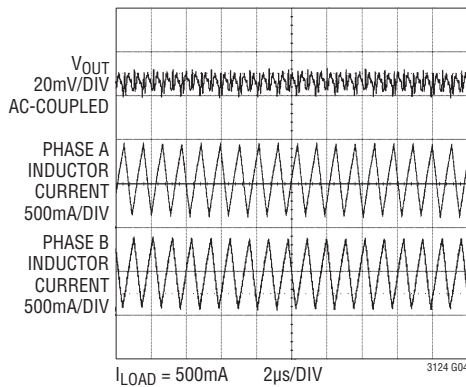 V_OUT
20mV/DIV
AC-COUPLED
PHASE A
INDUCTOR
CURRENT
500mA/DIV
PHASE B
INDUCTOR
CURRENT
500mA/DIV
I_LOAD = 500mA 2µs/DIV
3124 G04